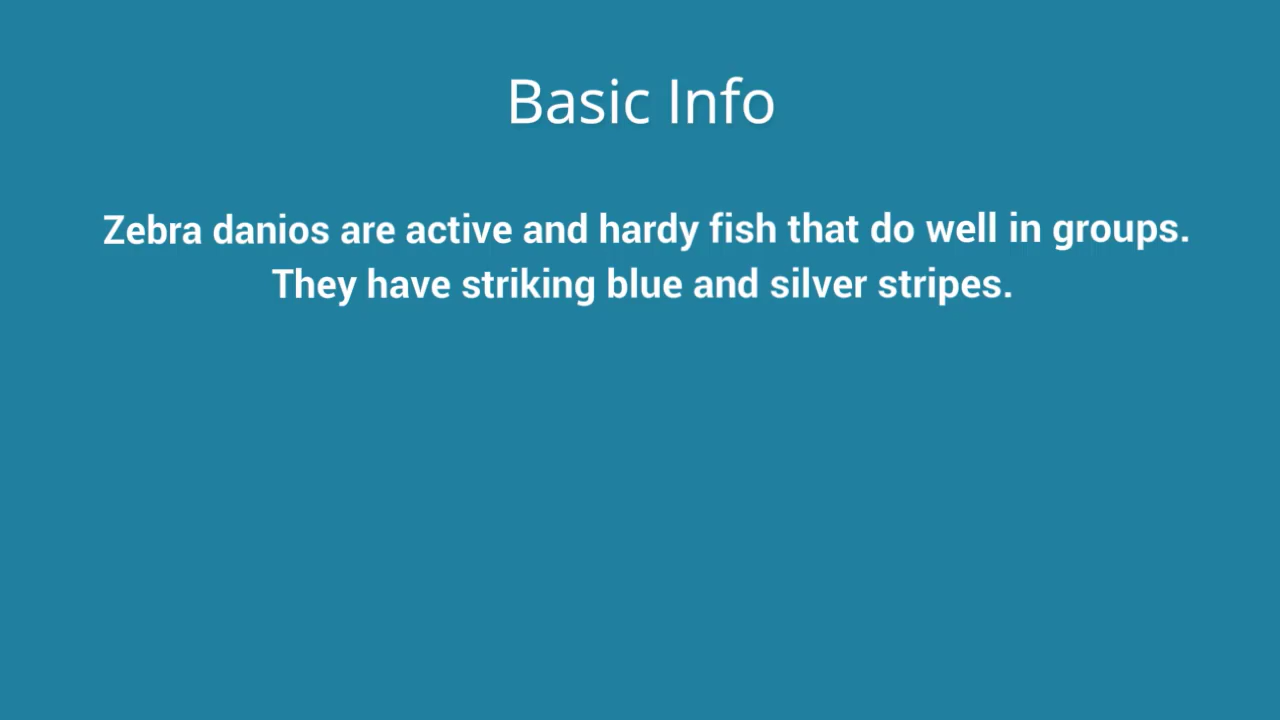 Basic Info
Zebra danios are active and hardy fish that do well in groups.
They have striking blue and silver stripes.